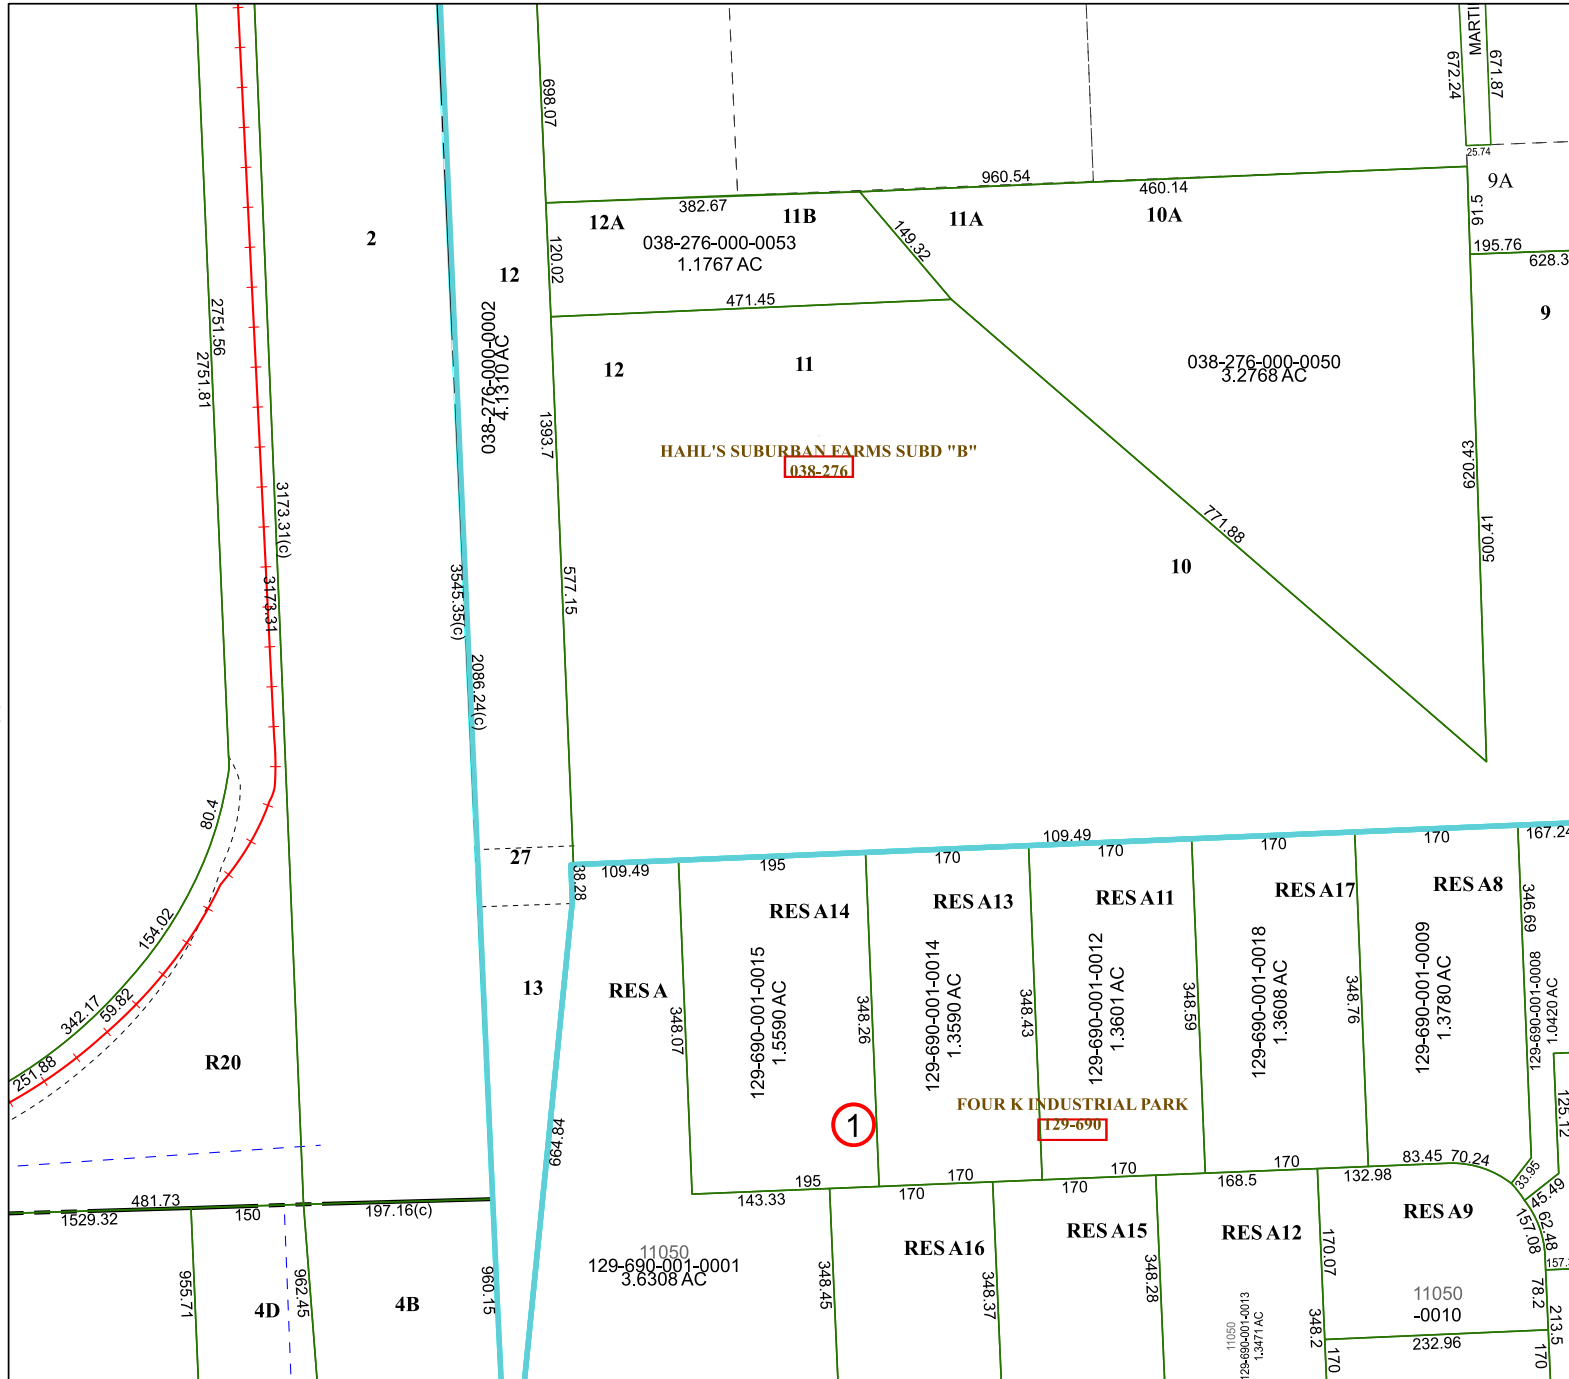 MARTI
672.24
671.87
25.74
9A
698.07
960.54
460.14
382.67
12A
11B
11A
10A
91.5
195.76
628.3
038-276-000-0053
1.1767 AC
149.32
120.02
2
12
471.45
9
038-276-000-0002
4.1310 AC
2751.56
2751.81
12
11
038-276-000-0050
3.2768 AC
1393.7
HAHL'S SUBURBAN FARMS SUBD "B"
038-276
620.43
500.41
771.88
10
3173.31(c)
3173.31
3545.35(c)
577.15
2086.24(c)
80.4
27
38.28
109.49
195
170
109.49
170
170
170
167.24
RES A14
RES A13
RES A11
RES A17
RES A8
346.69
154.02
342.17
59.82
251.88
13
RES A
R20
348.07
129-690-001-0015
1.5590 AC
348.26
129-690-001-0014
1.3590 AC
348.43
129-690-001-0012
1.3601 AC
348.59
129-690-001-0018
1.3608 AC
348.76
129-690-001-0009
1.3780 AC
129-690-001-0008
1.0420 AC
125.12
FOUR K INDUSTRIAL PARK
129-690
1
664.84
83.45
70.24
33.95
45.49
481.73
1529.32
150
197.16(c)
143.33
195
170
170
170
170
168.5
170
132.98
RES A16
RES A15
RES A12
RES A9
157.08
62.48
157.
11050
129-690-001-0001
3.6308 AC
955.71
4D
962.45
4B
960.15
348.45
348.37
348.28
11050
129-690-001-0013
1.3471 AC
170.07
348.2
170
11050
-0010
232.96
78.2
213.5
170